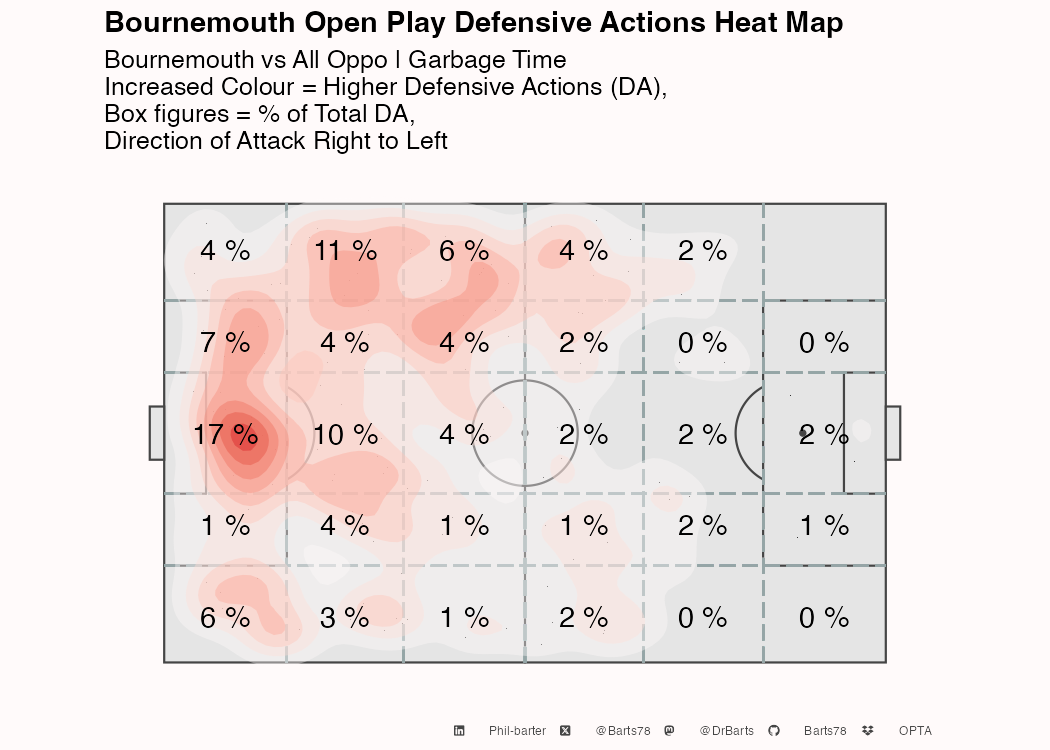 Bournemouth Open Play Defensive Actions Heat Map
Bournemouth vs All Oppo | Garbage Time
Increased Colour = Higher Defensive Actions (DA),
Box figures = % of Total DA,
Direction of Attack Right to Left
4 % 11 % 6 % 4 % 2 %
7 % 4 % 4 % 2 % 0 % 0 %
17 % 10 % 4 % 2 % 2 % 2 %
1 % 4 % 1 % 1 % 2 % 1 %
6 % 3 % 1 % 2 % 0 % 0 %
Phil-barter @Barts78 @DrBarts Barts78 OPTA